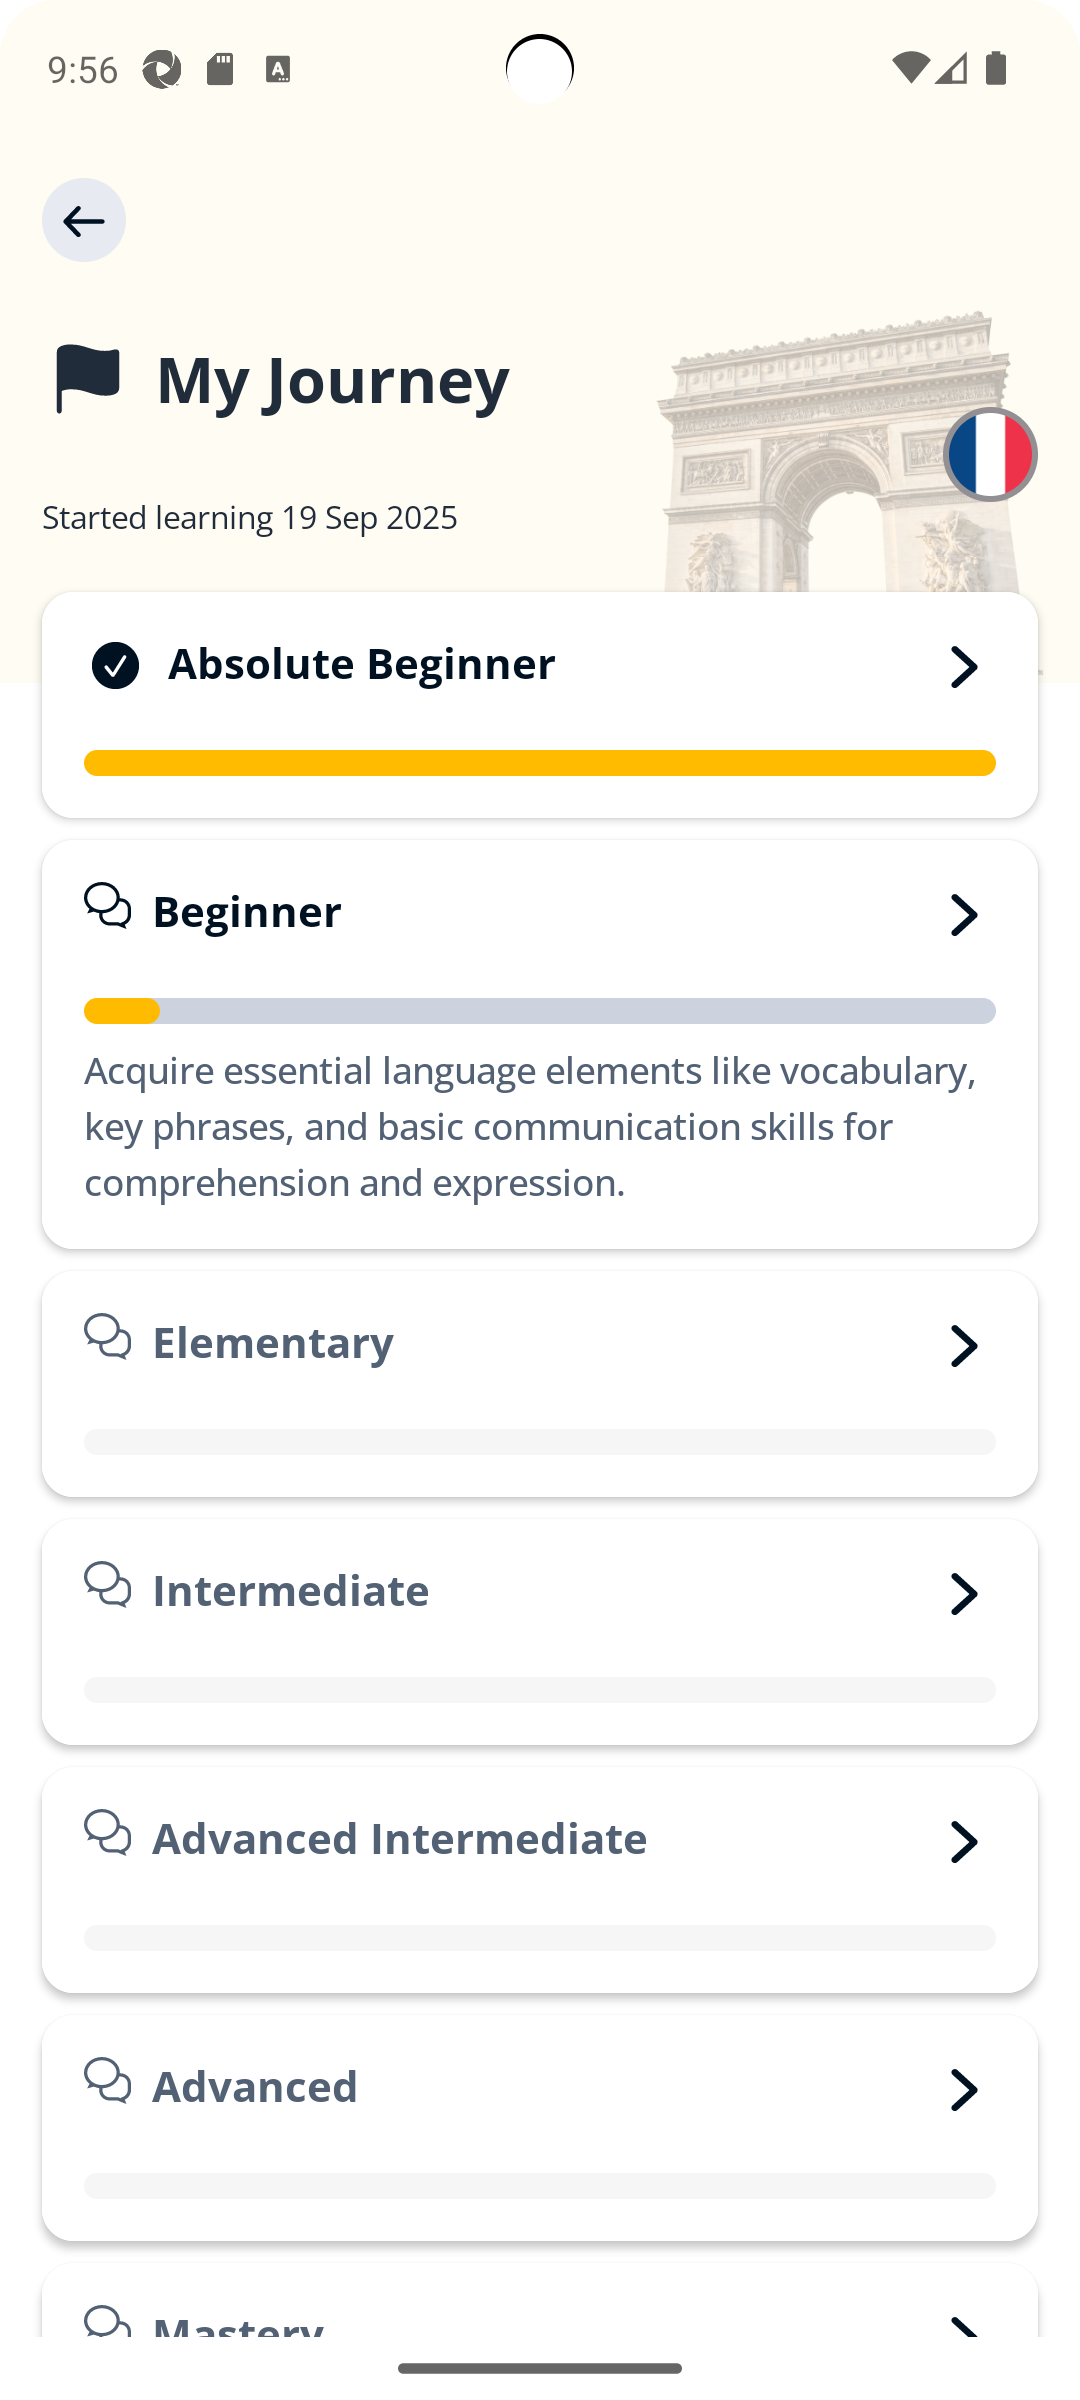 9:56
My Journey
Started learning 19 Sep 2025
Absolute Beginner
Beginner
Acquire essential language elements like vocabulary,
key phrases, and basic communication skills for
comprehension and expression.
Elementary
Intermediate
Advanced Intermediate
Advanced
Mastery